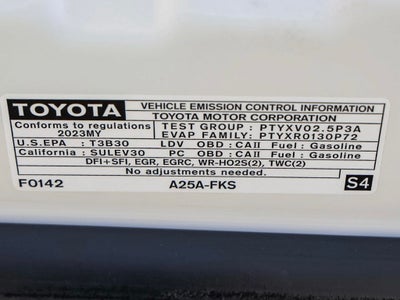 TOYOTA
VEHICLE EMISSION CONTROL INFORMATION
TOYOTA MOTOR CORPORATION
Conforms to regulations
2023MY
TEST GROUP : PTYXV02.5P3A
EVAP FAMILY: PTYXR0130P72
U.S.EPA : T3B30 LDV OBD : CAII Fuel : Gasoline
California : SULEV30 PC OBD : CAII Fuel : Gasoline
DFI+SFI, EGR, EGRC, WR-HO2S(2), TWC(2)
No adjustments needed.
F0142 A25A-FKS S4